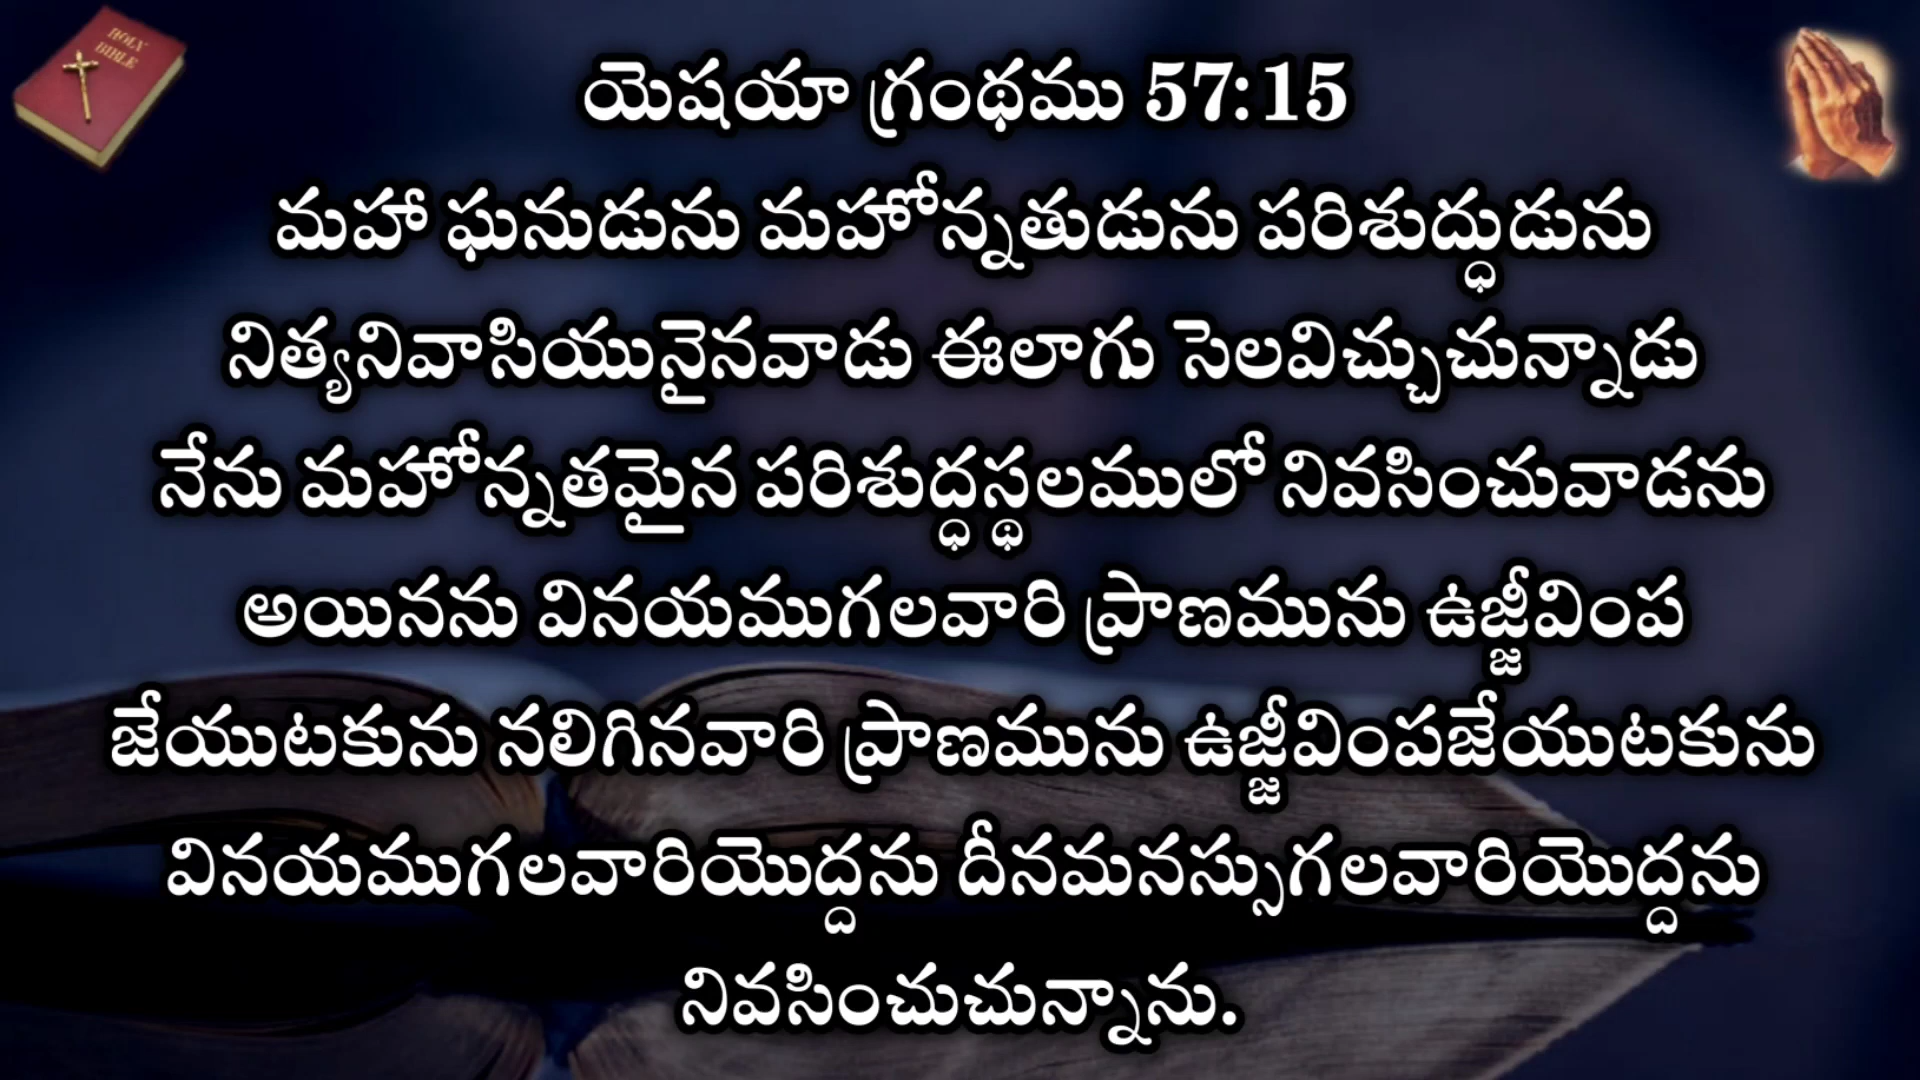 HOLY
BIBLE
యెషయా గ్రంథము 57:15
మహా ఘనుడును మహోన్నతుడును పరిశుద్ధుడును
నిత్యనివాసియునైనవాడు ఈలాగు సెలవిచ్చుచున్నాడు
నేను మహోన్నతమైన పరిశుద్ధస్థలములో నివసించువాడను
అయినను వినయముగలవారి ప్రాణమును ఉజ్జీవింప
జేయుటకును నలిగినవారి ప్రాణమును ఉజ్జీవింపజేయుటకును
వినయముగలవారియొద్దను దీనమనస్సుగలవారియొద్దను
నివసించుచున్నాను.